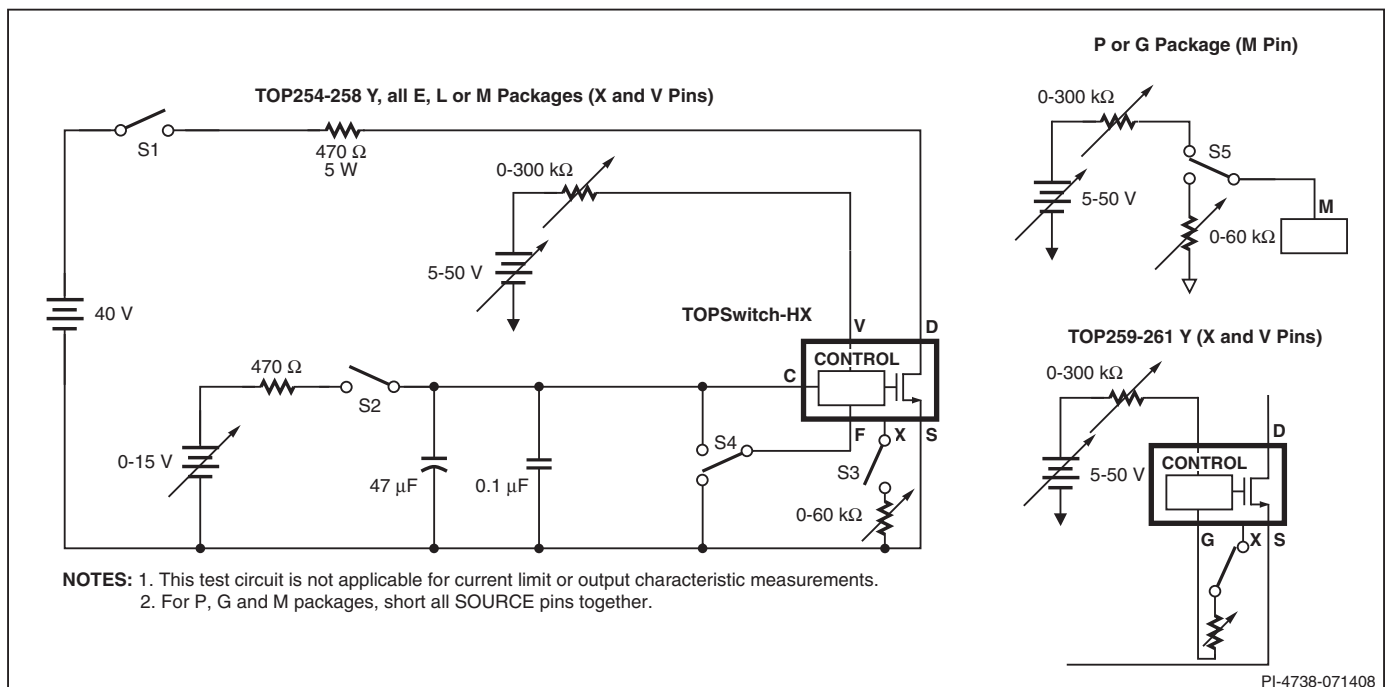 TOP254-258 Y, all E, L or M Packages (X and V Pins)
S1
470 Ω
5 W
0-300 kΩ
5-50 V
40 V
TOPSwitch-HX
V
D
CONTROL
C
470 Ω
S2
F
X
S
S4
S3
0-15 V
47 μF
0.1 μF
0-60 kΩ
NOTES: 1. This test circuit is not applicable for current limit or output characteristic measurements.
2. For P, G and M packages, short all SOURCE pins together.
P or G Package (M Pin)
0-300 kΩ
S5
5-50 V
M
0-60 kΩ
TOP259-261 Y (X and V Pins)
0-300 kΩ
D
CONTROL
5-50 V
G
X
S
PI-4738-071408